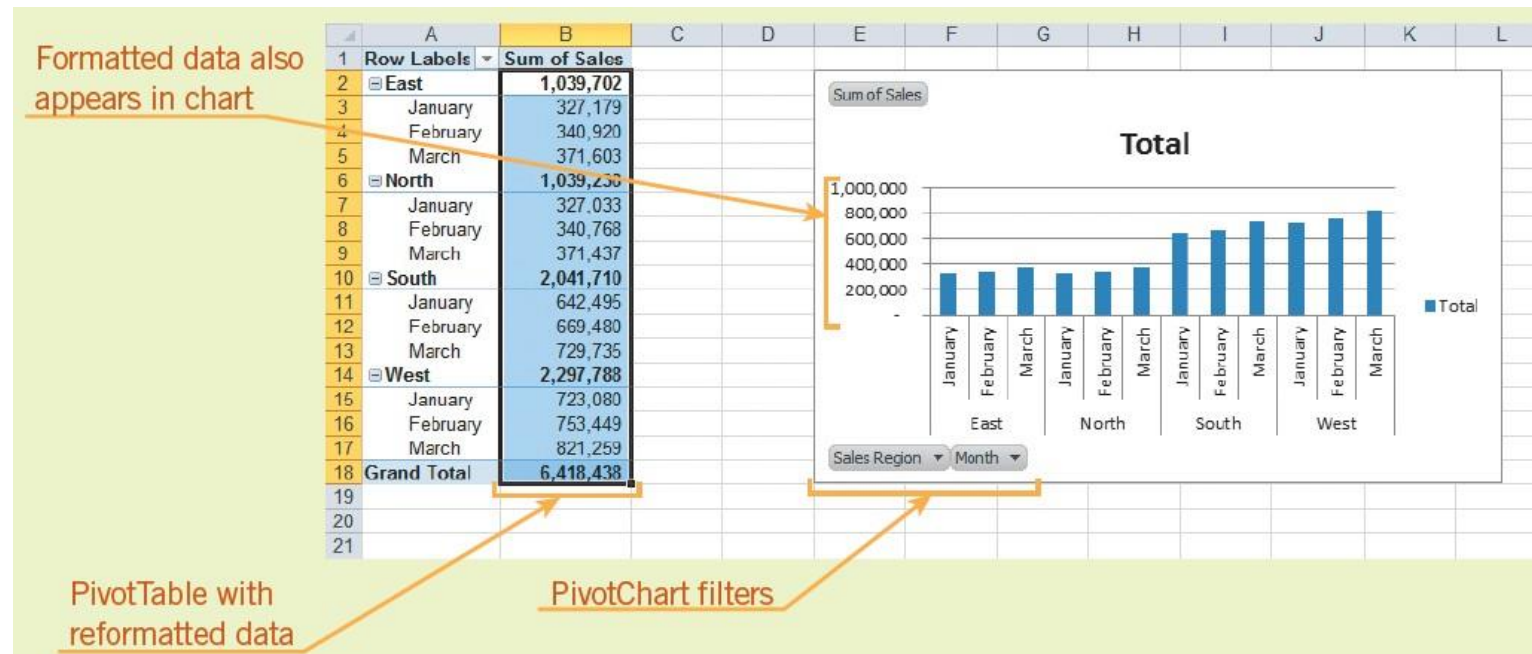 Formatted data also
appears in chart
A B C D E F G H I J K L
1 Row Labels Sum of Sales
2 East 1,039,702
3 January 327,179
4 February 340,920
5 March 371,603
6 North 1,039,238
7 January 327,033
8 February 340,768
9 March 371,437
10 South 2,041,710
11 January 642,495
12 February 669,480
13 March 729,735
14 West 2,297,788
15 January 723,080
16 February 753,449
17 March 821,259
18 Grand Total 6,418,438
19
20
21
Sum of Sales
Total
1,000,000
800,000
600,000
400,000
200,000
-
January February March January February March January February March January February March
East North South West
Total
Sales Region Month
PivotTable with
reformatted data
PivotChart filters